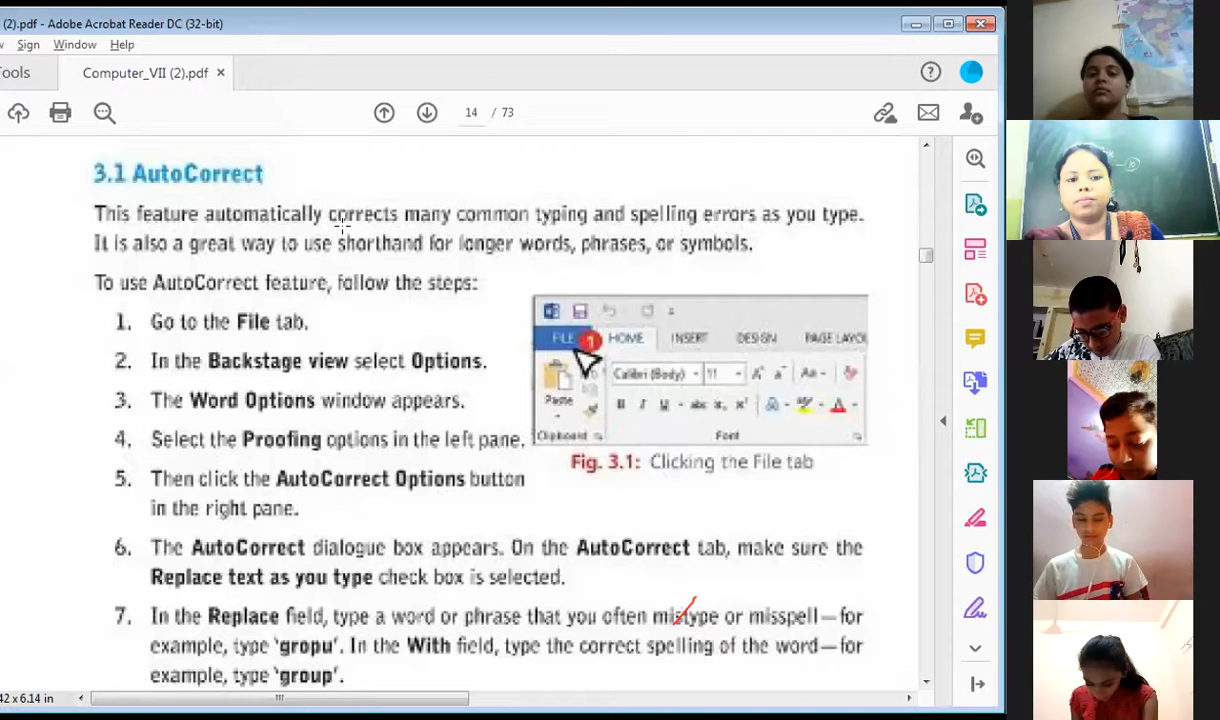 (2).pdf - Adobe Acrobat Reader DC (32-bit)
Sign Window Help
Tools Computer_VII (2).pdf ×
14 / 73
3.1 AutoCorrect
This feature automatically corrects many common typing and spelling errors as you type.
It is also a great way to use shorthand for longer words, phrases, or symbols.
To use AutoCorrect feature, follow the steps:
1. Go to the File tab.
2. In the Backstage view select Options.
3. The Word Options window appears.
4. Select the Proofing options in the left pane.
5. Then click the AutoCorrect Options button
in the right pane.
FILE 1 HOME INSERT DESIGN PAGE LAYO
Calibri (Body) 11 A A Aa
Paste B I U abc X, X' A
Clipboard Font
Fig. 3.1: Clicking the File tab
6. The AutoCorrect dialogue box appears. On the AutoCorrect tab, make sure the
Replace text as you type check box is selected.
7. In the Replace field, type a word or phrase that you often mistype or misspell—for
example, type ‘gropu’. In the With field, type the correct spelling of the word—for
example, type ‘group’.
42 x 6.14 in